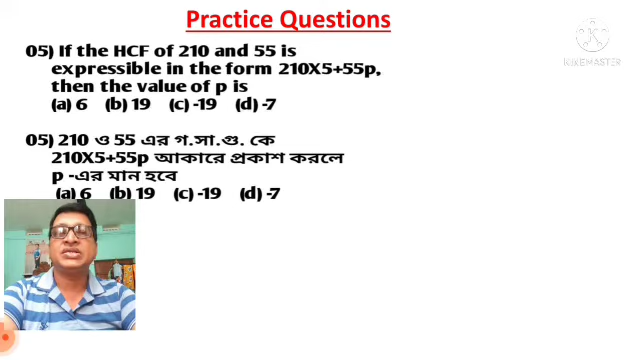 Practice Questions
05) If the HCF of 210 and 55 is
expressible in the form 210X5+55p,
then the value of p is
(a) 6 (b) 19 (c) -19 (d) -7
05) 210 ও 55 এর গ.সা.গু. কে
210X5+55p আকারে প্রকাশ করলে
p -এর মান হবে
(a) 6 (b) 19 (c) -19 (d) -7
KINEMASTER